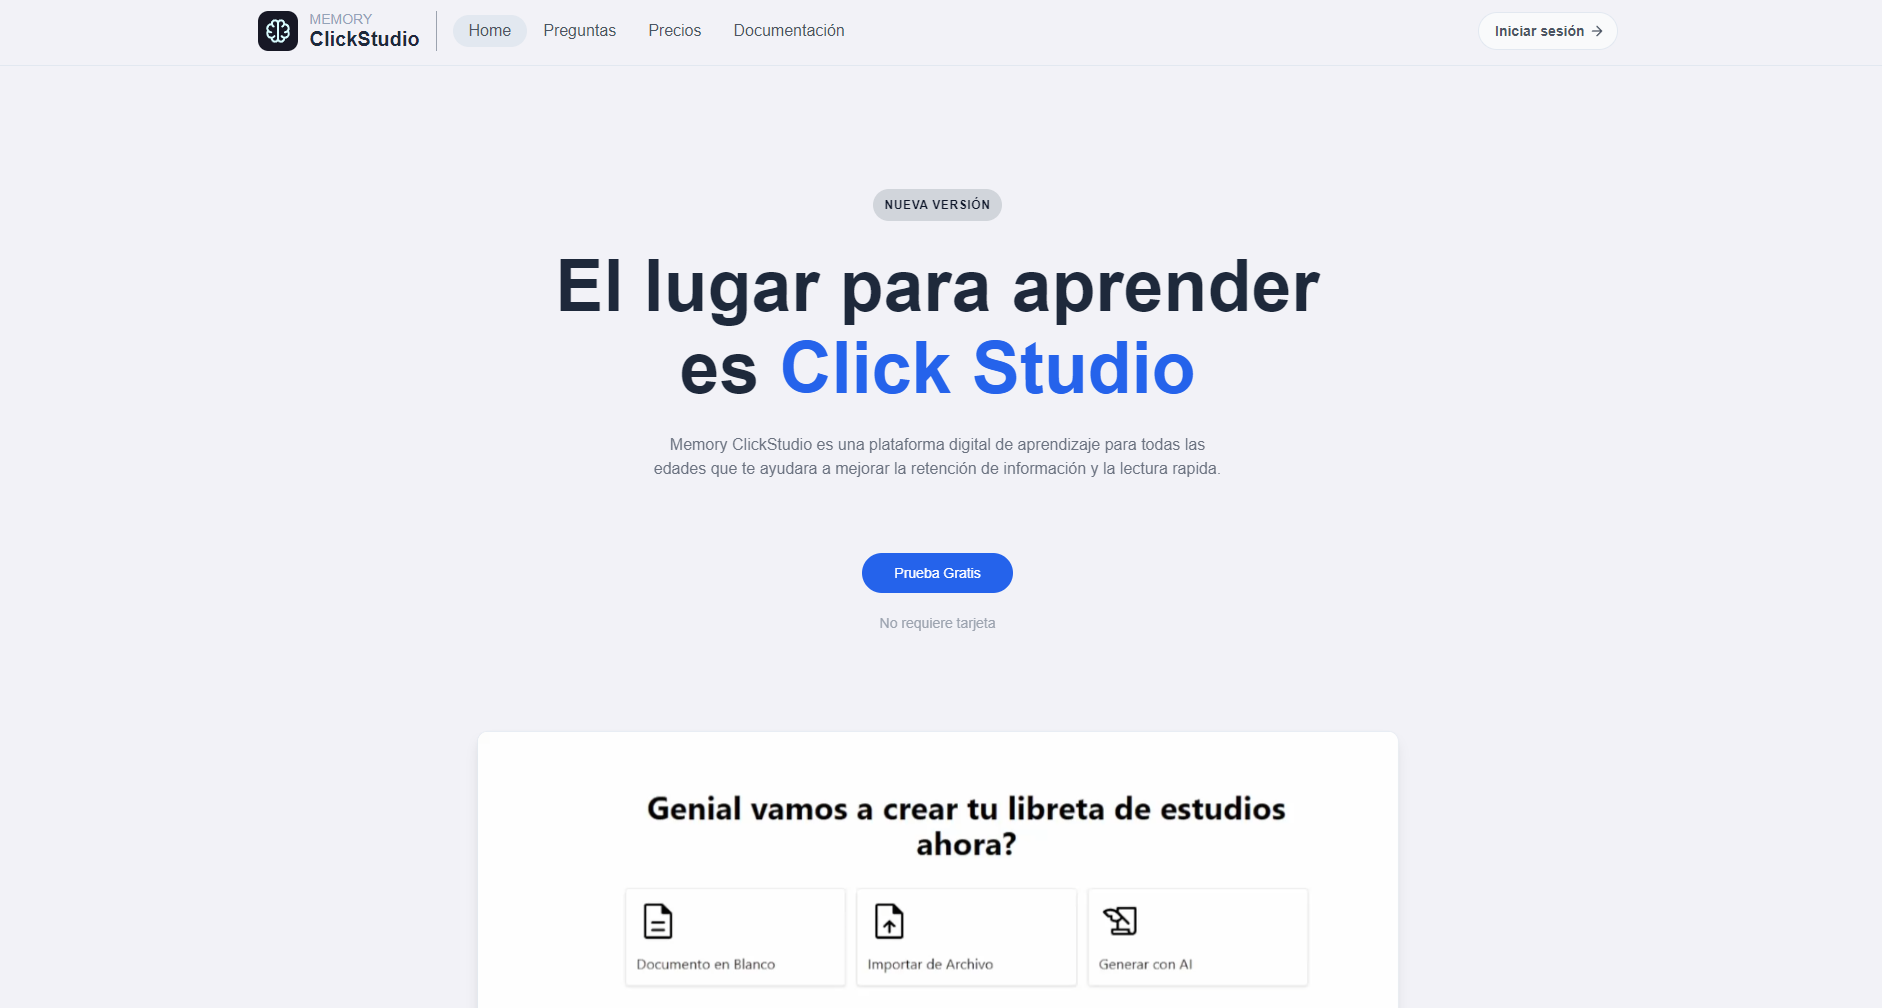 MEMORY
ClickStudio
Home
Preguntas
Precios
Documentación
Iniciar sesión →
NUEVA VERSIÓN
El lugar para aprender
es Click Studio
Memory ClickStudio es una plataforma digital de aprendizaje para todas las
edades que te ayudara a mejorar la retención de información y la lectura rapida.
Prueba Gratis
No requiere tarjeta
Genial vamos a crear tu libreta de estudios
ahora?
Documento en Blanco
Importar de Archivo
Generar con AI